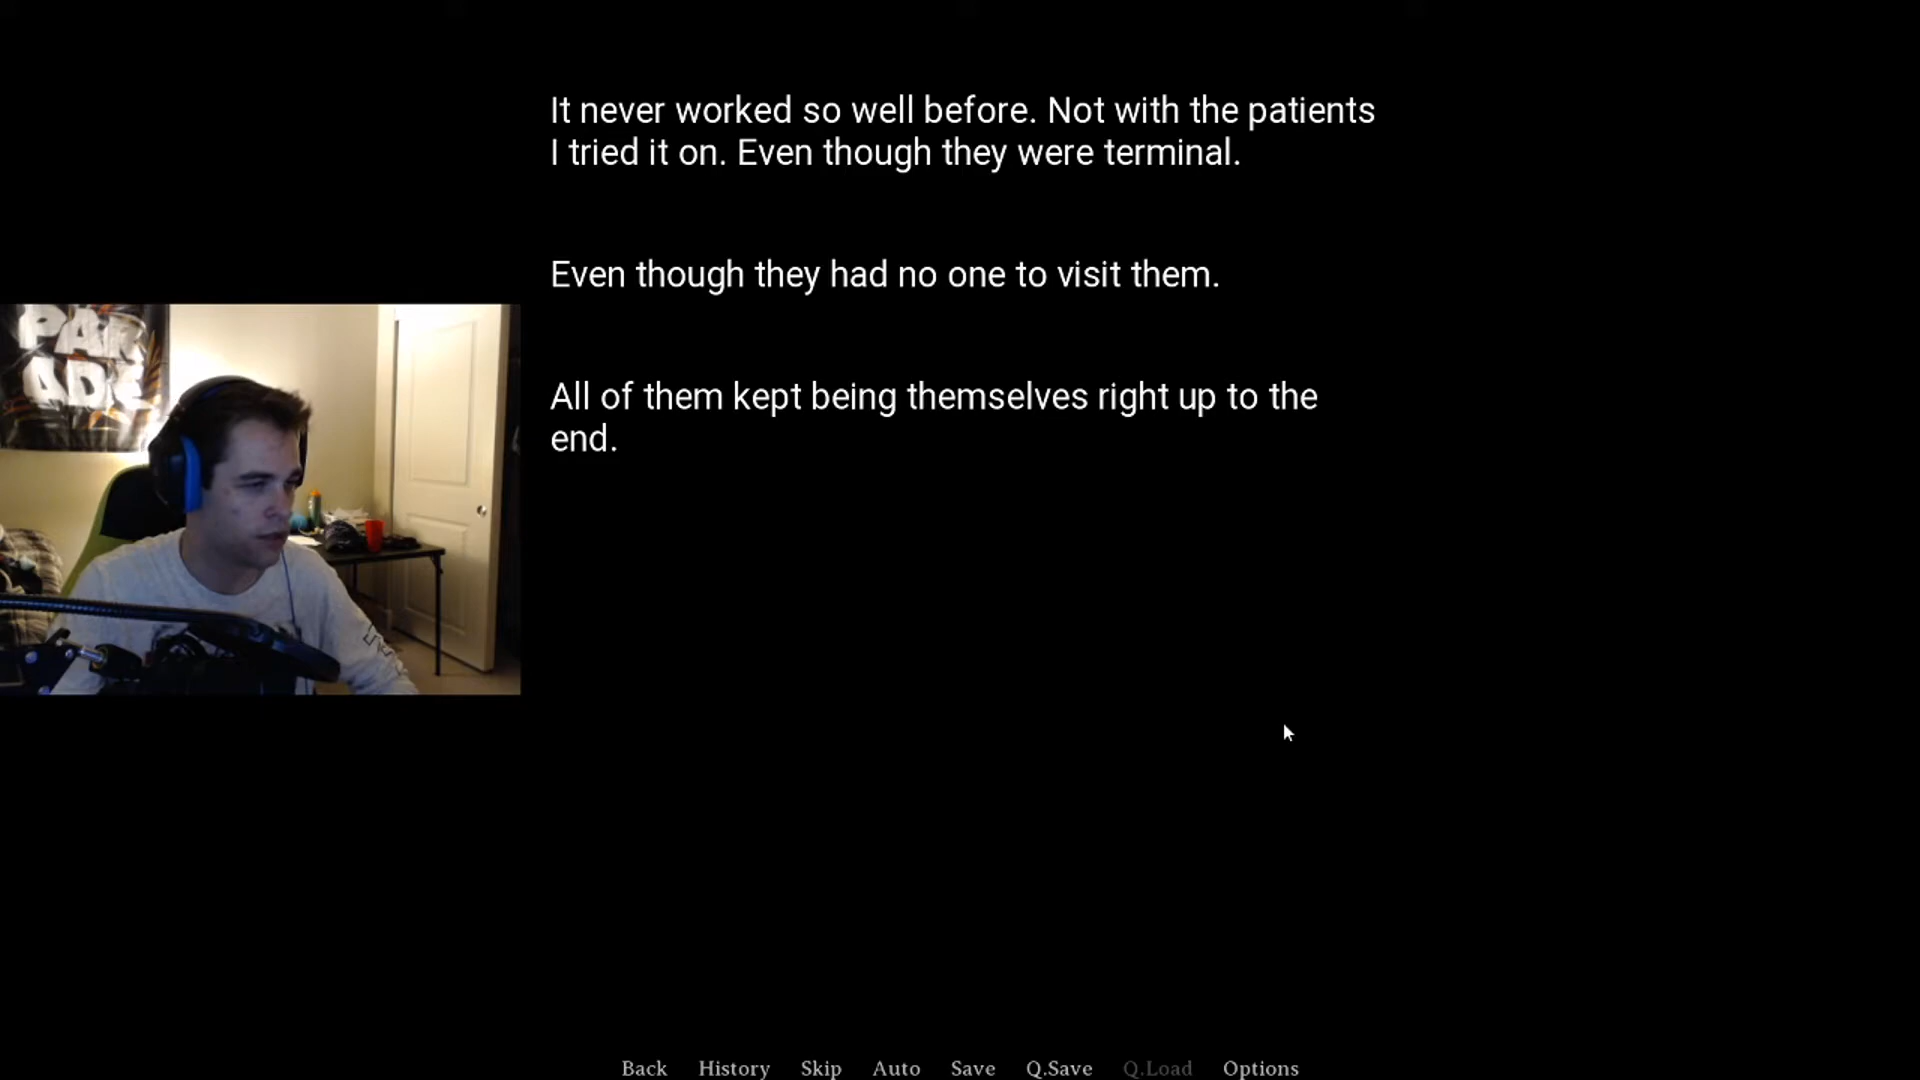 It never worked so well before. Not with the patients
I tried it on. Even though they were terminal.
Even though they had no one to visit them.
All of them kept being themselves right up to the
end.
PAR
ADE
Back History Skip Auto Save Q.Save Q.Load Options